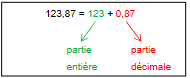 123,87 = 123 + 0,87
partie partie
entière décimale